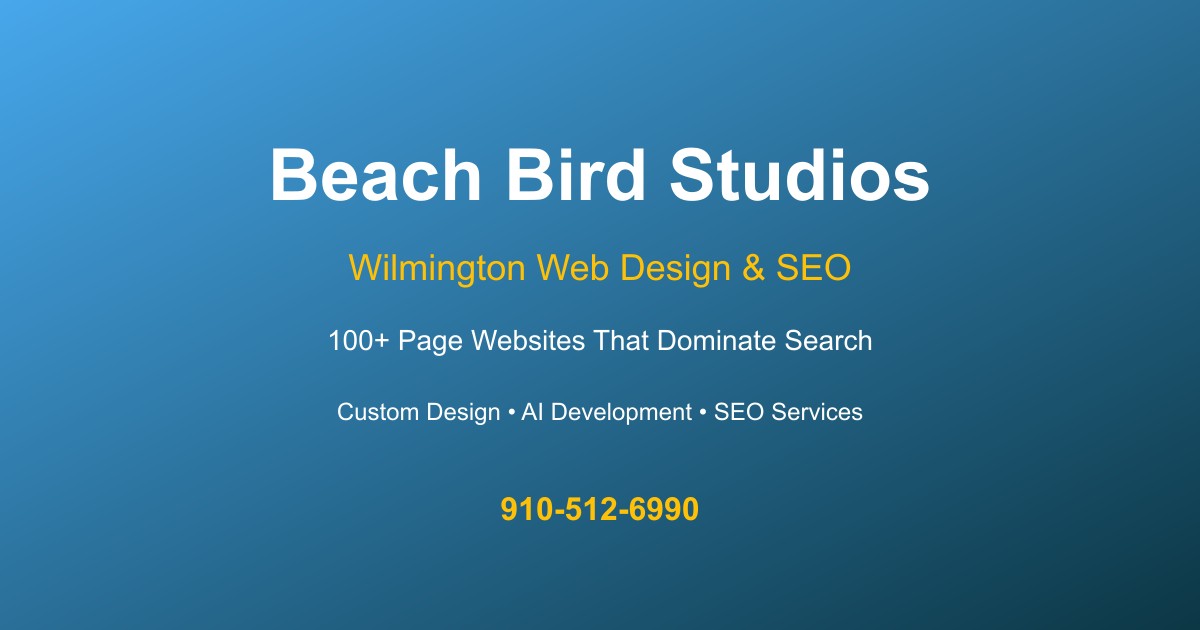 Beach Bird Studios
Wilmington Web Design & SEO
100+ Page Websites That Dominate Search
Custom Design • AI Development • SEO Services
910-512-6990